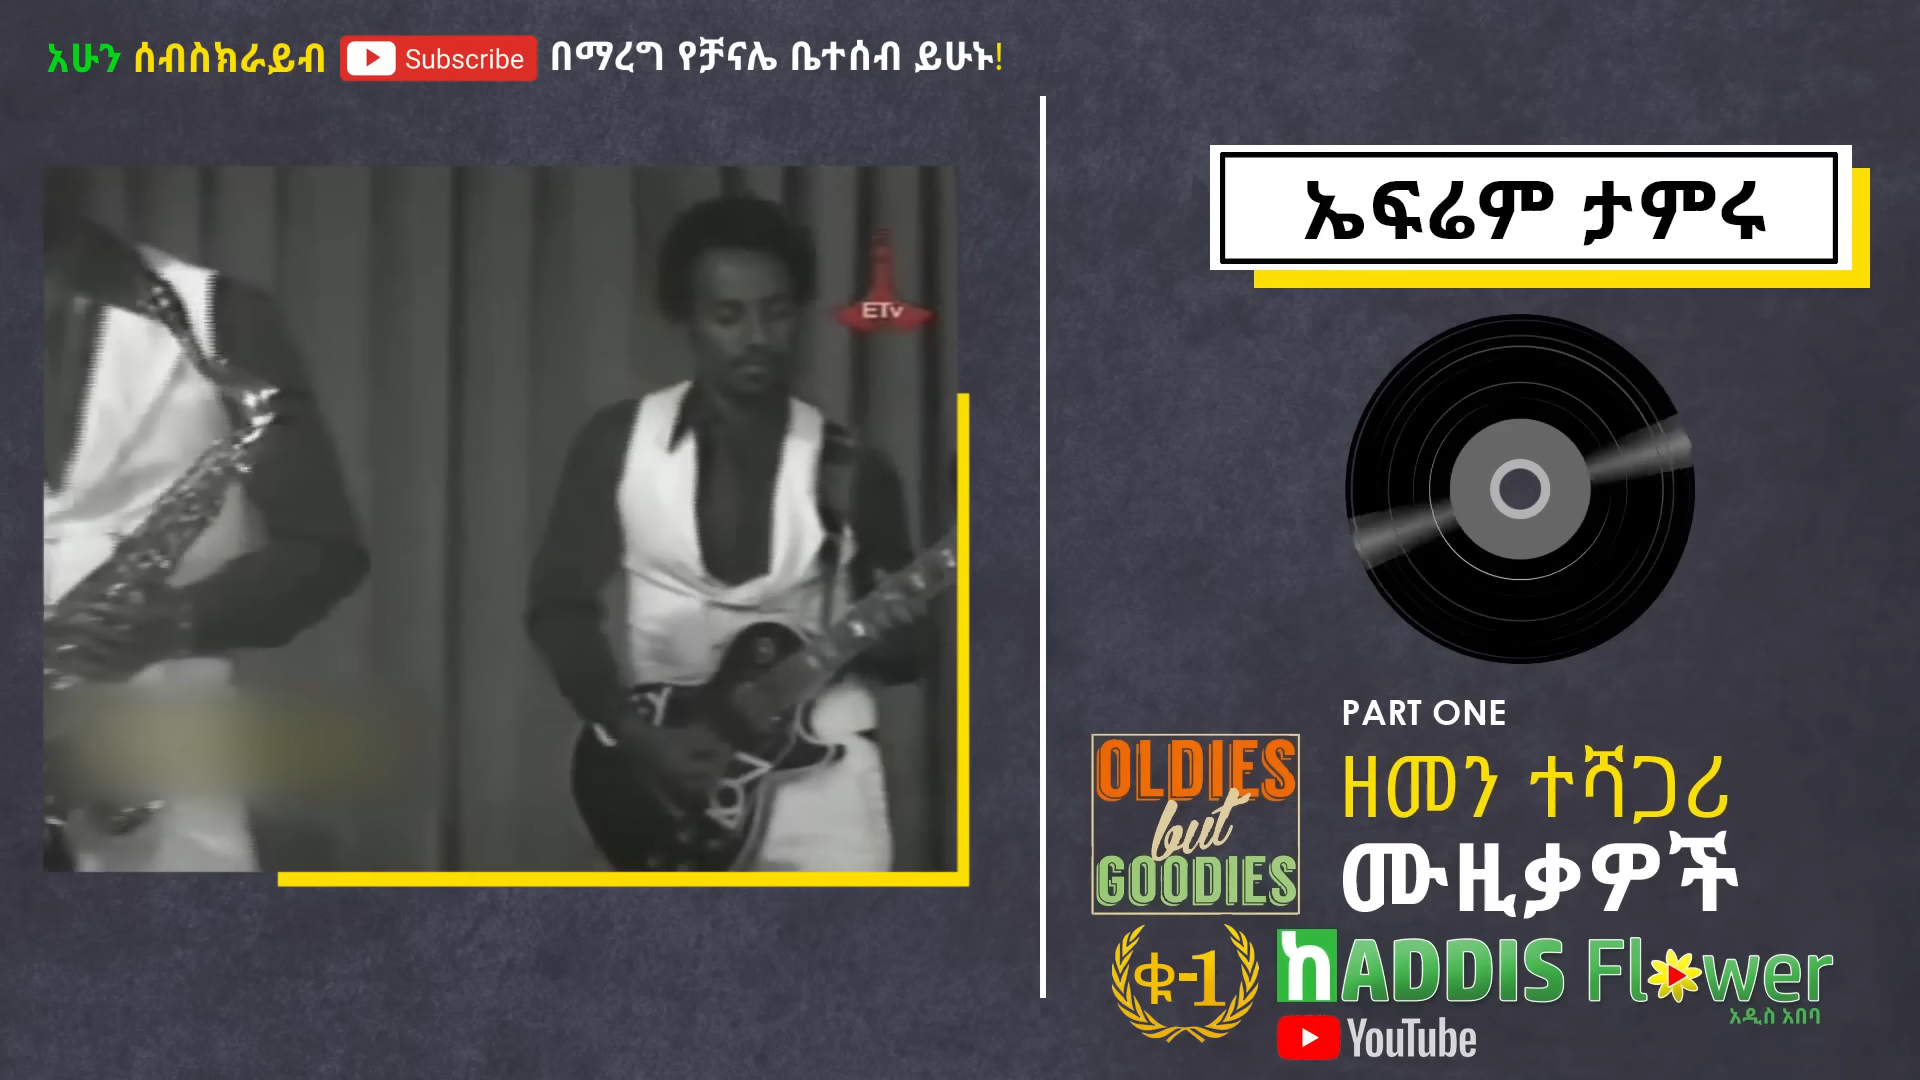 አሁን ሰብስክራይብ Subscribe በማረግ የቻናሌ ቤተሰብ ይሁኑ!
ETv
ኤፍሬም ታምሩ
PART ONE
OLDIES
but
GOODIES
ዘመን ተሻጋሪ
ሙዚቃዎች
ቁ-1
hADDIS Flower
አዲስ አበባ
YouTube